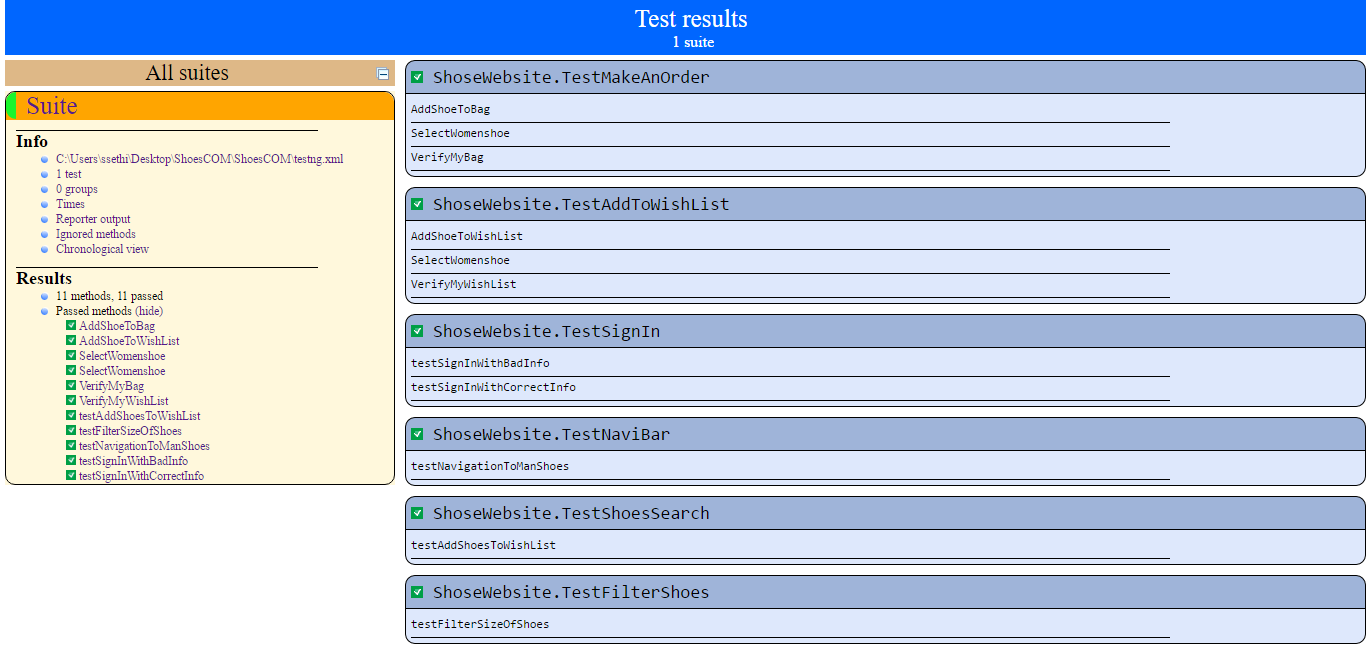 Test results
1 suite
All suites
Suite
Info
C:\Users\ssethi\Desktop\ShoesCOM\ShoesCOM\testng.xml
1 test
0 groups
Times
Reporter output
Ignored methods
Chronological view
Results
11 methods, 11 passed
Passed methods (hide)
AddShoeToBag
AddShoeToWishList
SelectWomenshoe
SelectWomenshoe
VerifyMyBag
VerifyMyWishList
testAddShoesToWishList
testFilterSizeOfShoes
testNavigationToManShoes
testSignInWithBadInfo
testSignInWithCorrectInfo
ShoseWebsite.TestMakeAnOrder
AddShoeToBag
SelectWomenshoe
VerifyMyBag
ShoseWebsite.TestAddToWishList
AddShoeToWishList
SelectWomenshoe
VerifyMyWishList
ShoseWebsite.TestSignIn
testSignInWithBadInfo
testSignInWithCorrectInfo
ShoseWebsite.TestNaviBar
testNavigationToManShoes
ShoseWebsite.TestShoesSearch
testAddShoesToWishList
ShoseWebsite.TestFilterShoes
testFilterSizeOfShoes